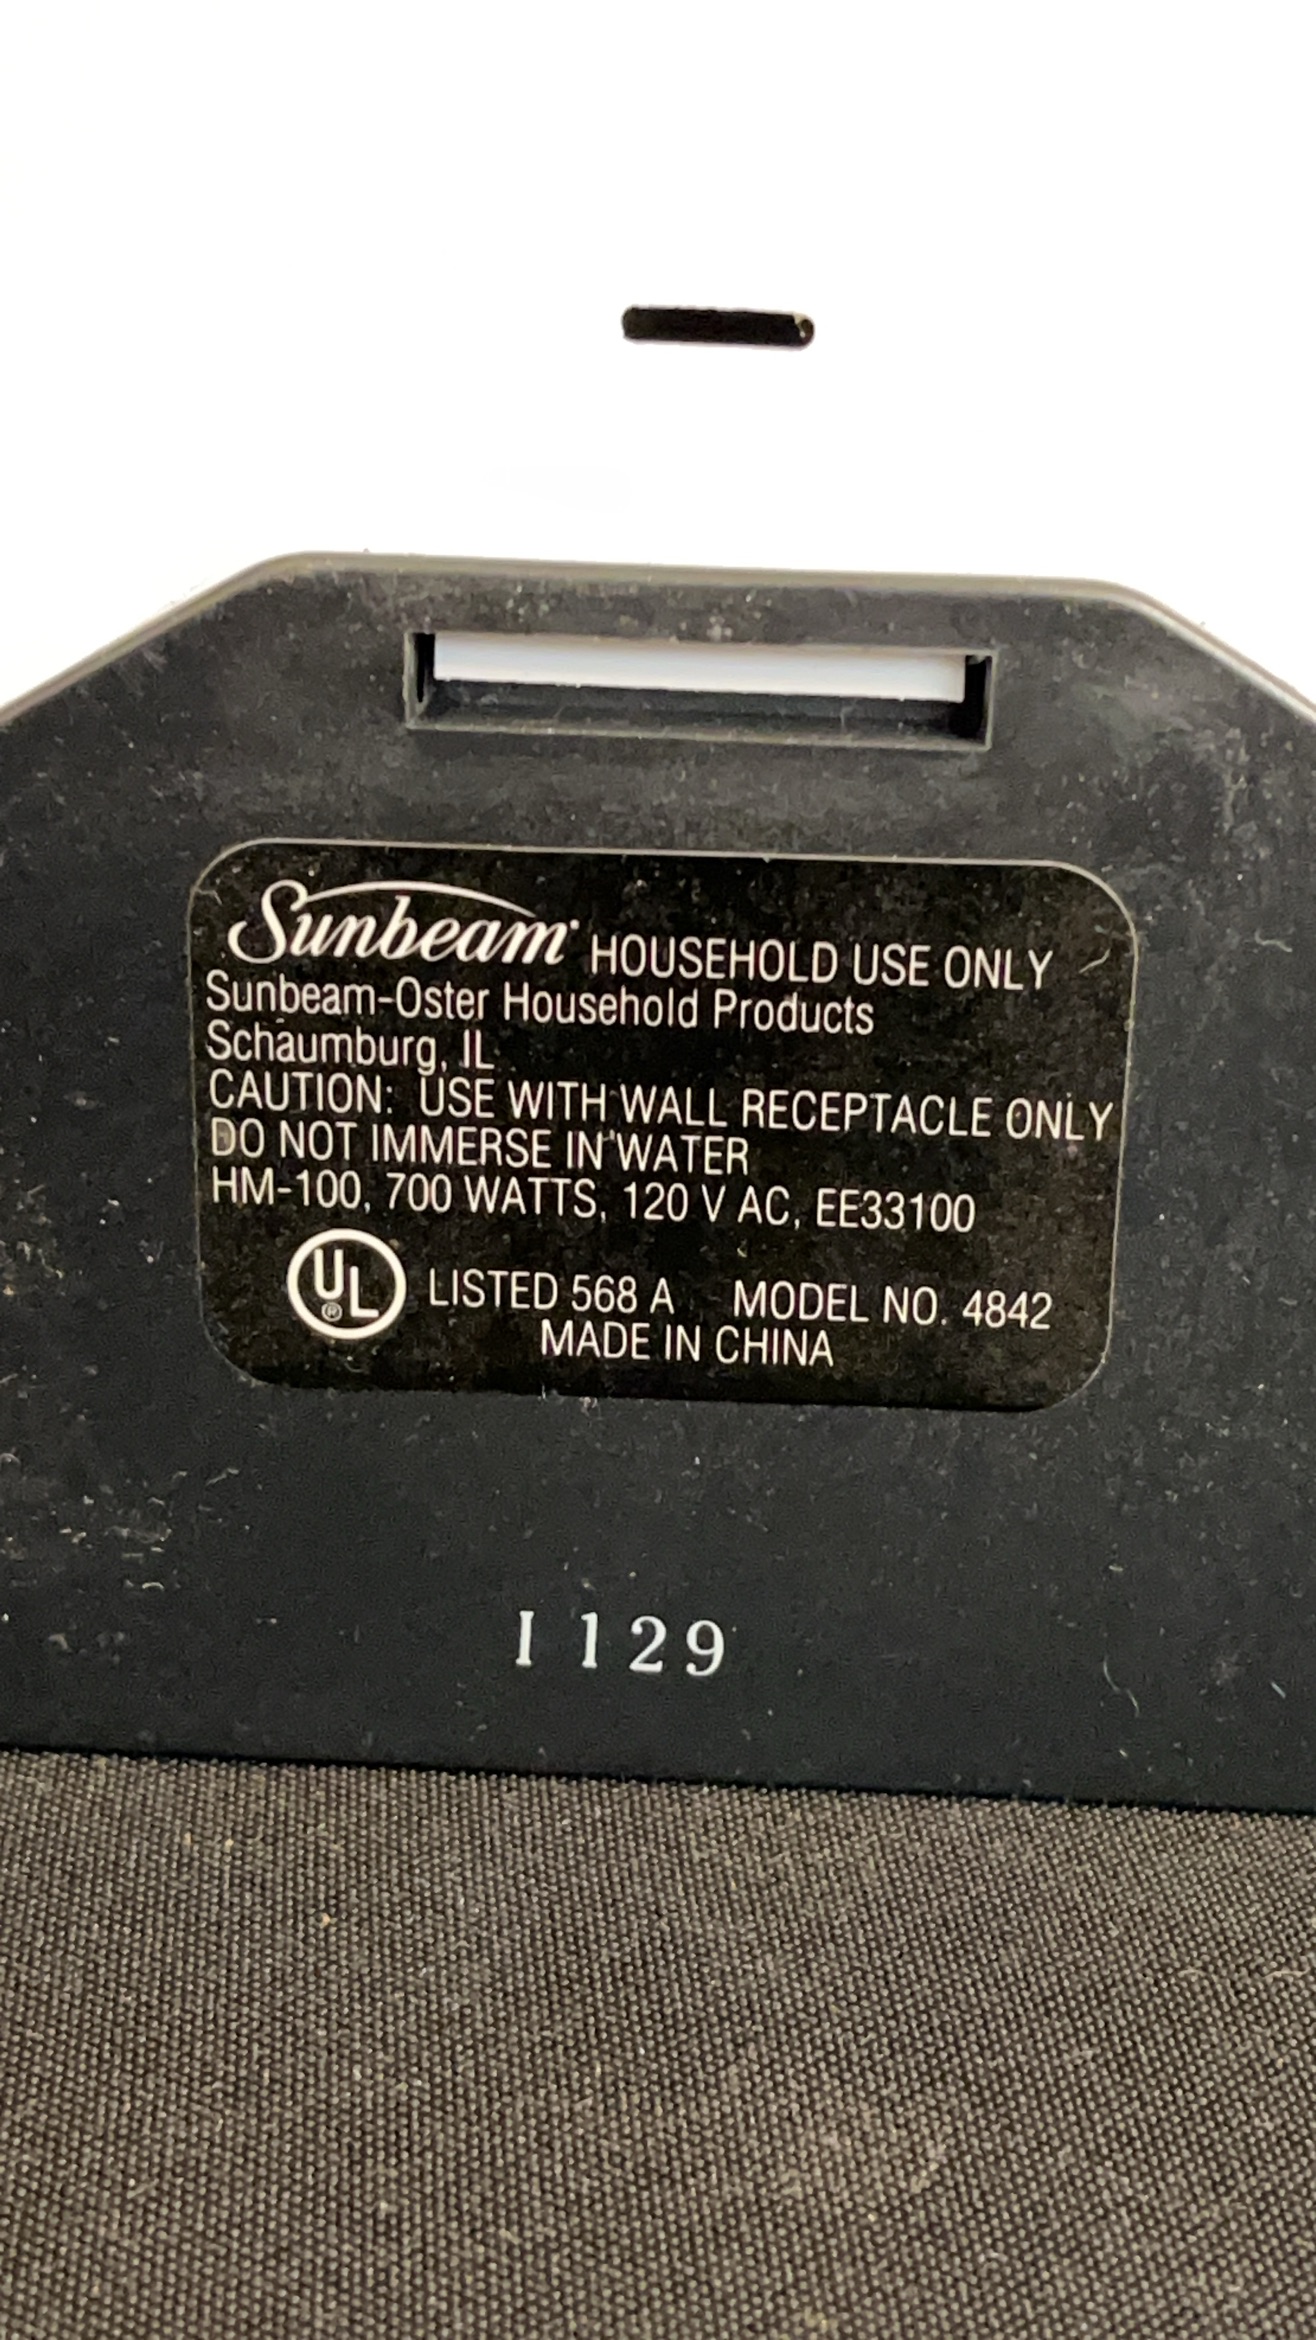 Sunbeam® HOUSEHOLD USE ONLY
Sunbeam-Oster Household Products
Schaumburg, IL
CAUTION: USE WITH WALL RECEPTACLE ONLY
DO NOT IMMERSE IN WATER
HM-100, 700 WATTS, 120 V AC, EE33100
UL® LISTED 568 A MODEL NO. 4842
MADE IN CHINA
I 129